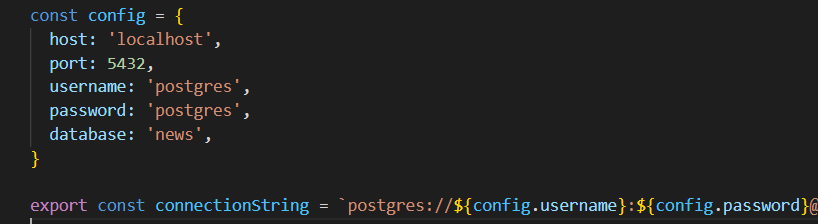 const config = {
  host: 'localhost',
  port: 5432,
  username: 'postgres',
  password: 'postgres',
  database: 'news',
}
export const connectionString = `postgres://${config.username}:${config.password}@